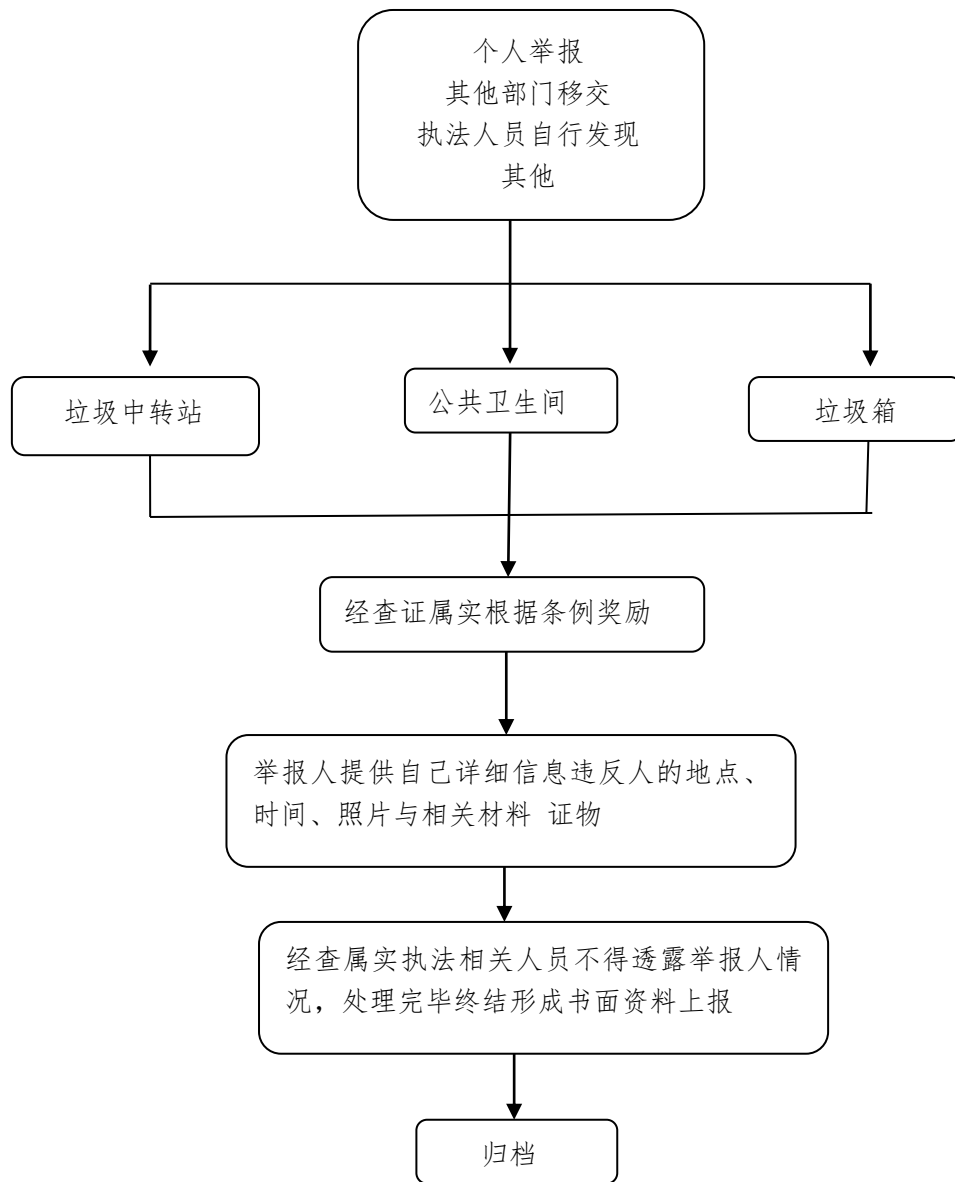 个人举报
其他部门移交
执法人员自行发现
其他
垃圾中转站
公共卫生间
垃圾箱
经查证属实根据条例奖励
举报人提供自己详细信息违反人的地点、
时间、照片与相关材料 证物
经查属实执法相关人员不得透露举报人情
况，处理完毕终结形成书面资料上报
归档